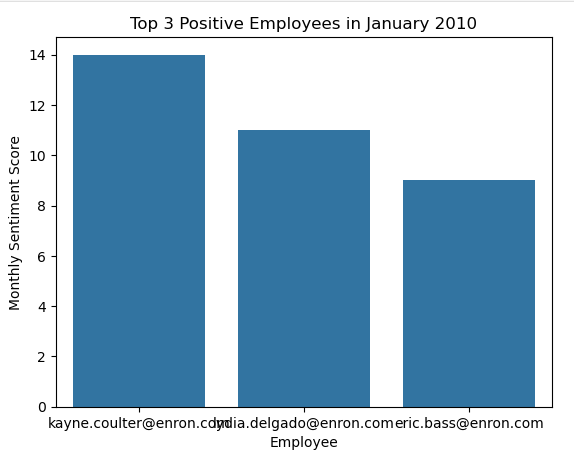 Top 3 Positive Employees in January 2010
Monthly Sentiment Score
14
12
10
8
6
4
2
0
kayne.coulter@enron.com lydia.delgado@enron.com eric.bass@enron.com
Employee